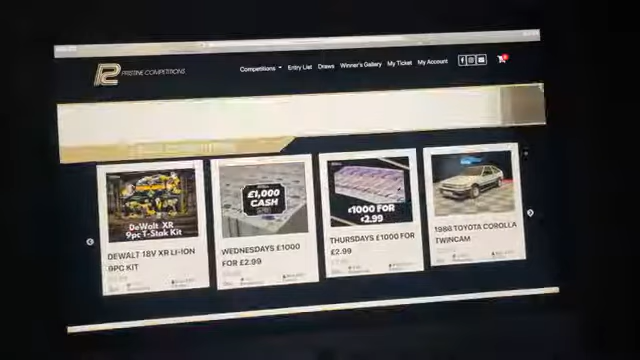 PRISTINE COMPETITIONS
Competitions
Entry List
Draws
Winner's Gallery
My Ticket
My Account
DeWalt XR
9pc T-Stak Kit
£1,000
CASH
£1000 FOR
£2.99
DEWALT 18V XR LI-ION
9PC KIT
WEDNESDAYS £1000
FOR £2.99
THURSDAYS £1000 FOR
£2.99
1986 TOYOTA COROLLA
TWINCAM